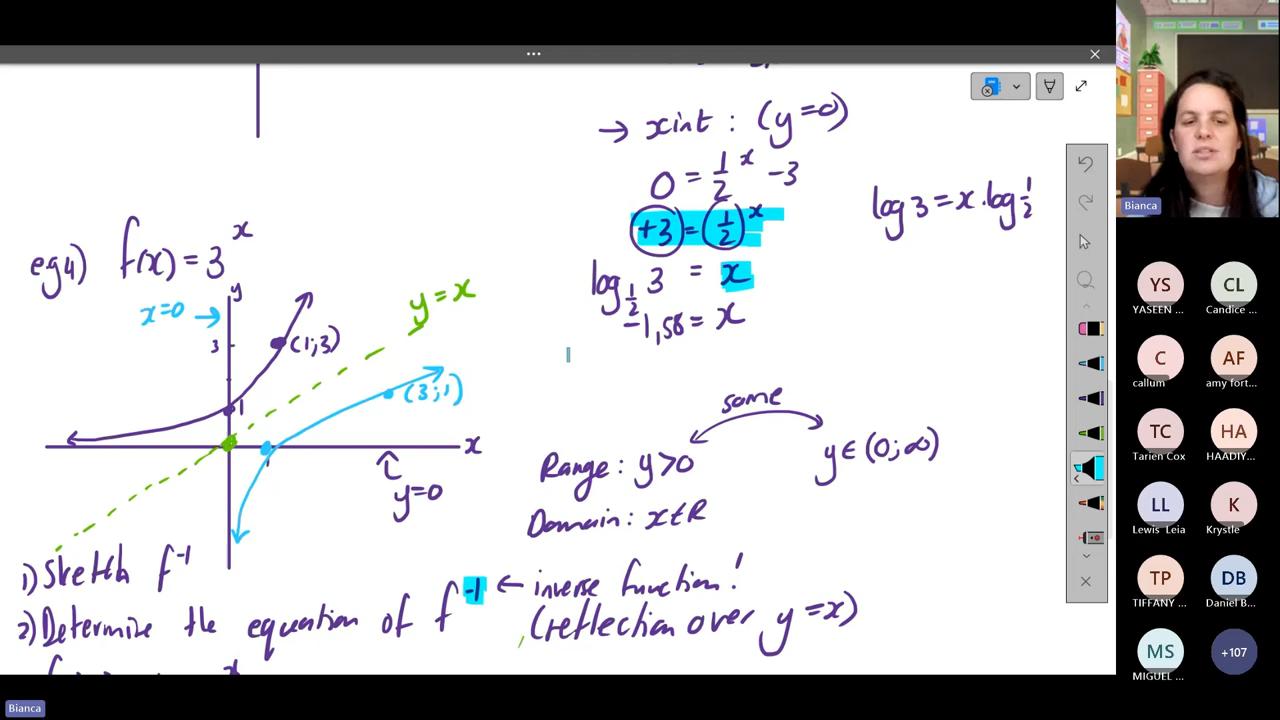 → xint : (y=0)
0 = 1/2^x - 3
+3 = (1/2)^x
log 3 = x.log 1/2
log_1/2 3 = x
-1,58 = x
eg4) f(x) = 3^x
y
x=0 →
y=x
3
(1;3)
1
(3;1)
x
1
y=0
same
Range: y>0
y∈(0;∞)
Domain: x∈R
1) Sketch f^-1
← inverse function!
2) Determine the equation of f^-1
(reflection over y=x)
Bianca
YS
YASEEN ...
CL
Candice ...
C
callum
AF
amy fort...
TC
Tarien Cox
HA
HAADIY...
LL
Lewis Leia
K
Krystle
TP
TIFFANY ...
DB
Daniel B...
MS
MIGUEL ...
+107
Bianca